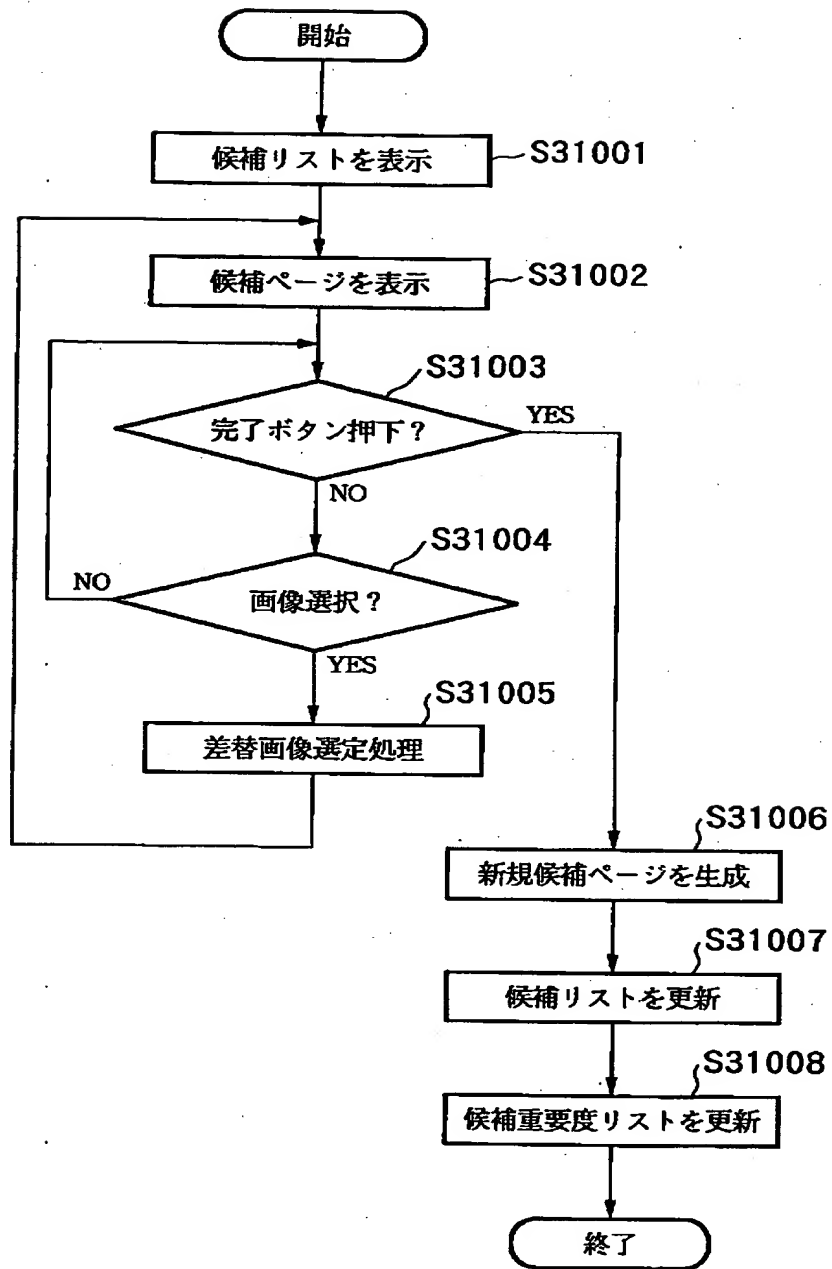 開始
候補リストを表示
S31001
候補ページを表示
S31002
S31003
完了ボタン押下？
YES
NO
S31004
NO
画像選択？
YES
S31005
差替画像選定処理
S31006
新規候補ページを生成
S31007
候補リストを更新
S31008
候補重要度リストを更新
終了